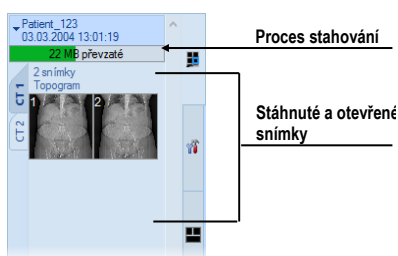 Patient_123
03.03.2004 13:01:19
22 MB převzaté
2 snímky
Topogram
CT 1
CT 2
1
2
Proces stahování
Stáhnuté a otevřené
snímky